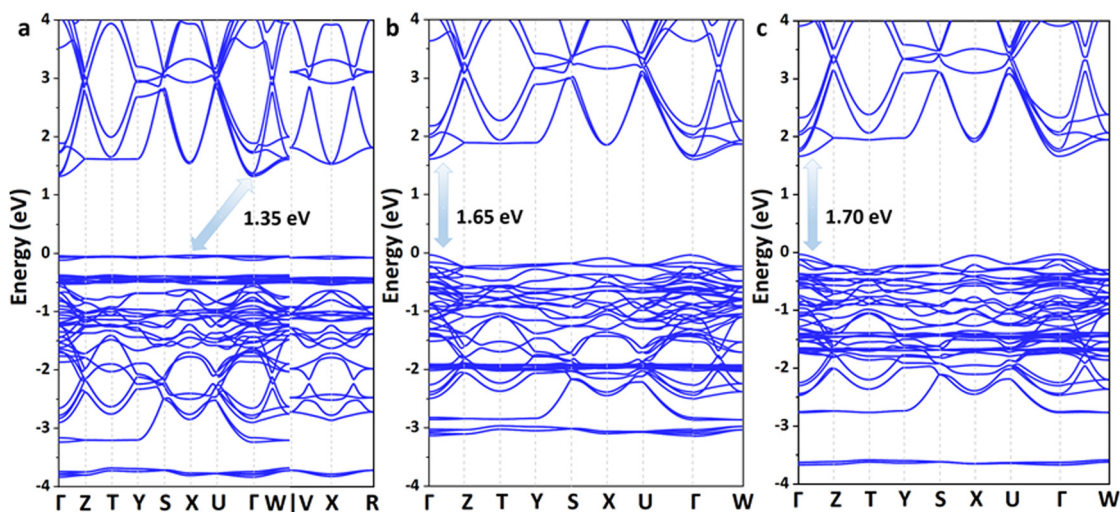 a
4
3
2
1
0
-1
-2
-3
-4
Energy (eV)
1.35 eV
Γ Z T Y S X U Γ W|V X R
b
4
3
2
1
0
-1
-2
-3
-4
Energy (eV)
1.65 eV
Γ Z T Y S X U Γ W
c
4
3
2
1
0
-1
-2
-3
-4
Energy (eV)
1.70 eV
Γ Z T Y S X U Γ W